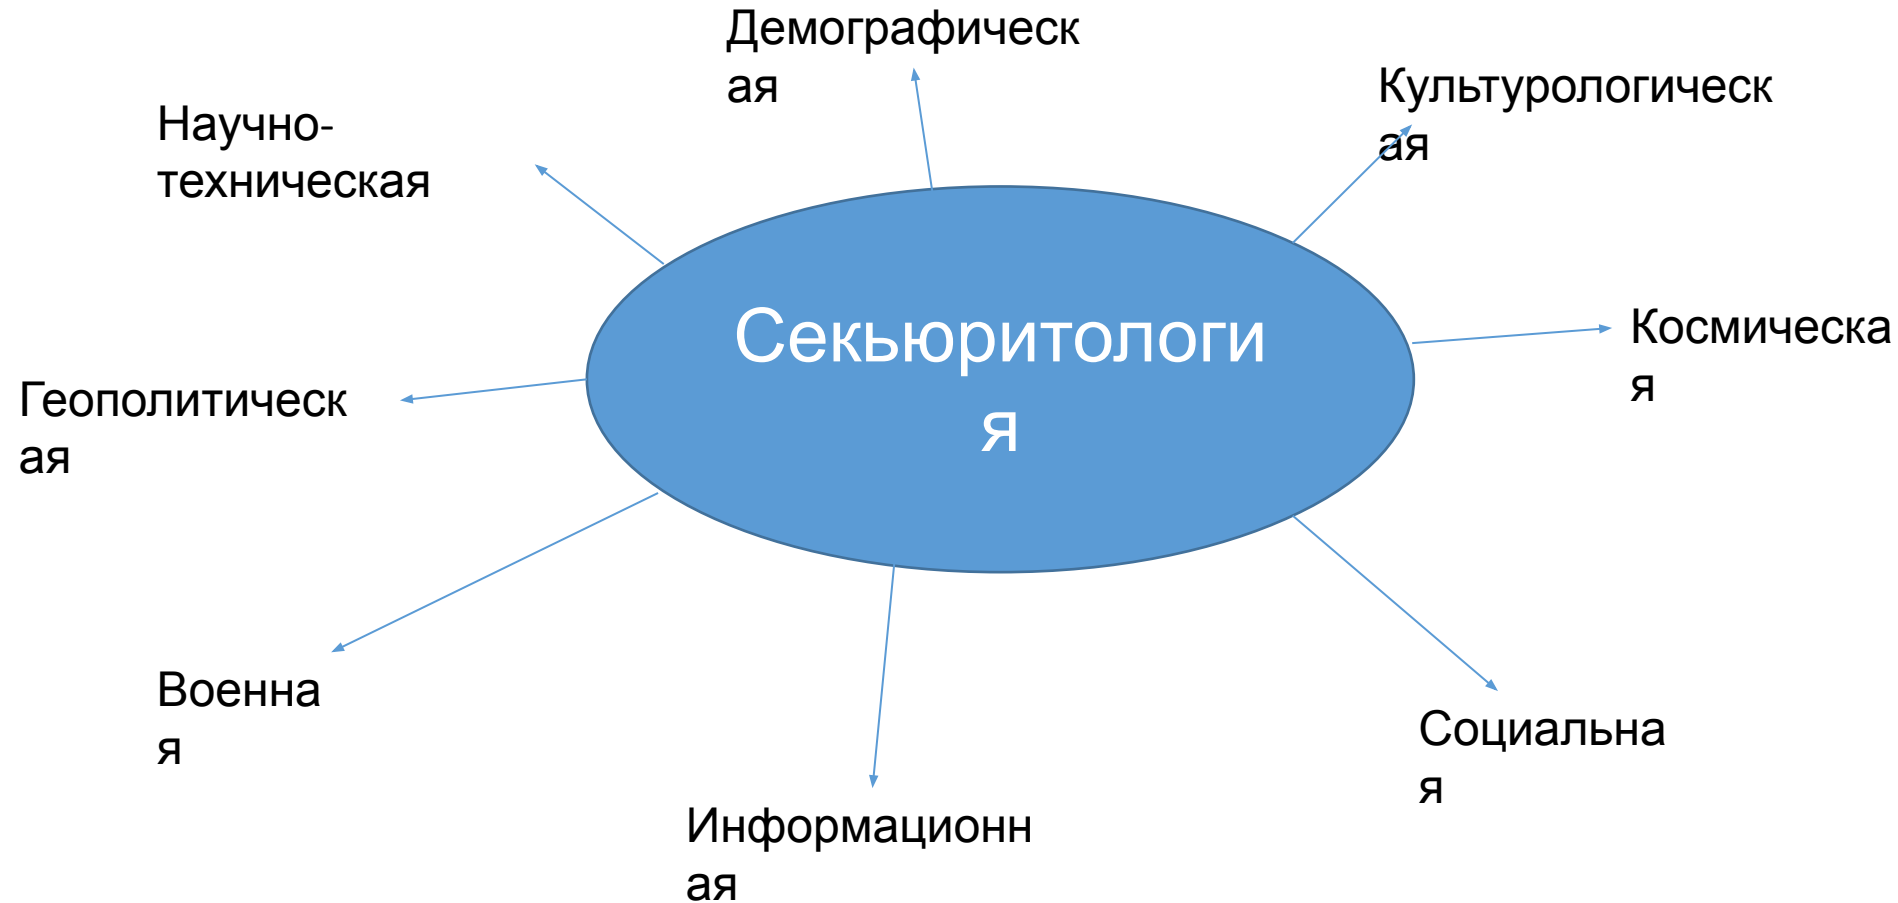 Демографическ
ая
Культурологическ
ая
Научно-
техническая
Секьюритологи
я
Космическа
я
Геополитическ
ая
Военна
я
Социальна
я
Информационн
ая